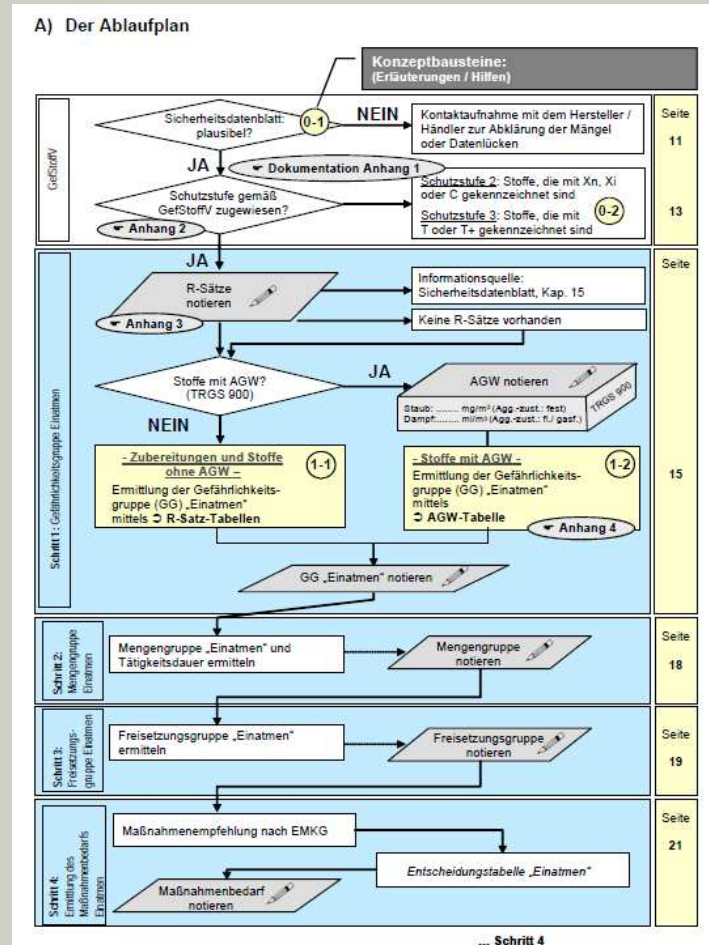 A) Der Ablaufplan
Konzeptbausteine:
(Erläuterungen / Hilfen)
GefStoffV
Sicherheitsdatenblatt:
plausibel?
0-1
NEIN
Kontaktaufnahme mit dem Hersteller /
Händler zur Abklärung der Mängel
oder Datenlücken
Seite
11
JA
☛ Dokumentation Anhang 1
Schutzstufe gemäß
GefStoffV zugewiesen?
☛ Anhang 2
Schutzstufe 2: Stoffe, die mit Xn, Xi
oder C gekennzeichnet sind
Schutzstufe 3: Stoffe, die mit
T oder T+ gekennzeichnet sind
0-2
13
JA
Schritt 1: Gefährlichkeitsgruppe Einatmen
R-Sätze
notieren
☛ Anhang 3
Informationsquelle:
Sicherheitsdatenblatt, Kap. 15
Keine R-Sätze vorhanden
Seite
15
Stoffe mit AGW?
(TRGS 900)
JA
AGW notieren
Staub: ........ mg/m³ (Agg.-zust.: fest)
Dampf:....... ml/m³ (Agg.-zust.: fl./ gasf.)
TRGS 900
NEIN
- Zubereitungen und Stoffe
ohne AGW –
1-1
Ermittlung der Gefährlichkeits-
gruppe (GG) „Einatmen"
mittels ➲ R-Satz-Tabellen
- Stoffe mit AGW -
1-2
Ermittlung der Gefährlichkeits-
gruppe (GG) „Einatmen"
mittels
➲ AGW-Tabelle
☛ Anhang 4
GG „Einatmen" notieren
Schritt 2:
Mengengruppe
Einatmen
Mengengruppe „Einatmen" und
Tätigkeitsdauer ermitteln
Mengengruppe
notieren
Seite
18
Schritt 3:
Freisetzungs-
gruppe Einatmen
Freisetzungsgruppe „Einatmen"
ermitteln
Freisetzungsgruppe
notieren
Seite
19
Schritt 4:
Ermittlung des
Maßnahmenbedarfs
Einatmen
Maßnahmenempfehlung nach EMKG
Entscheidungstabelle „Einatmen"
Maßnahmenbedarf
notieren
Seite
21
... Schritt 4